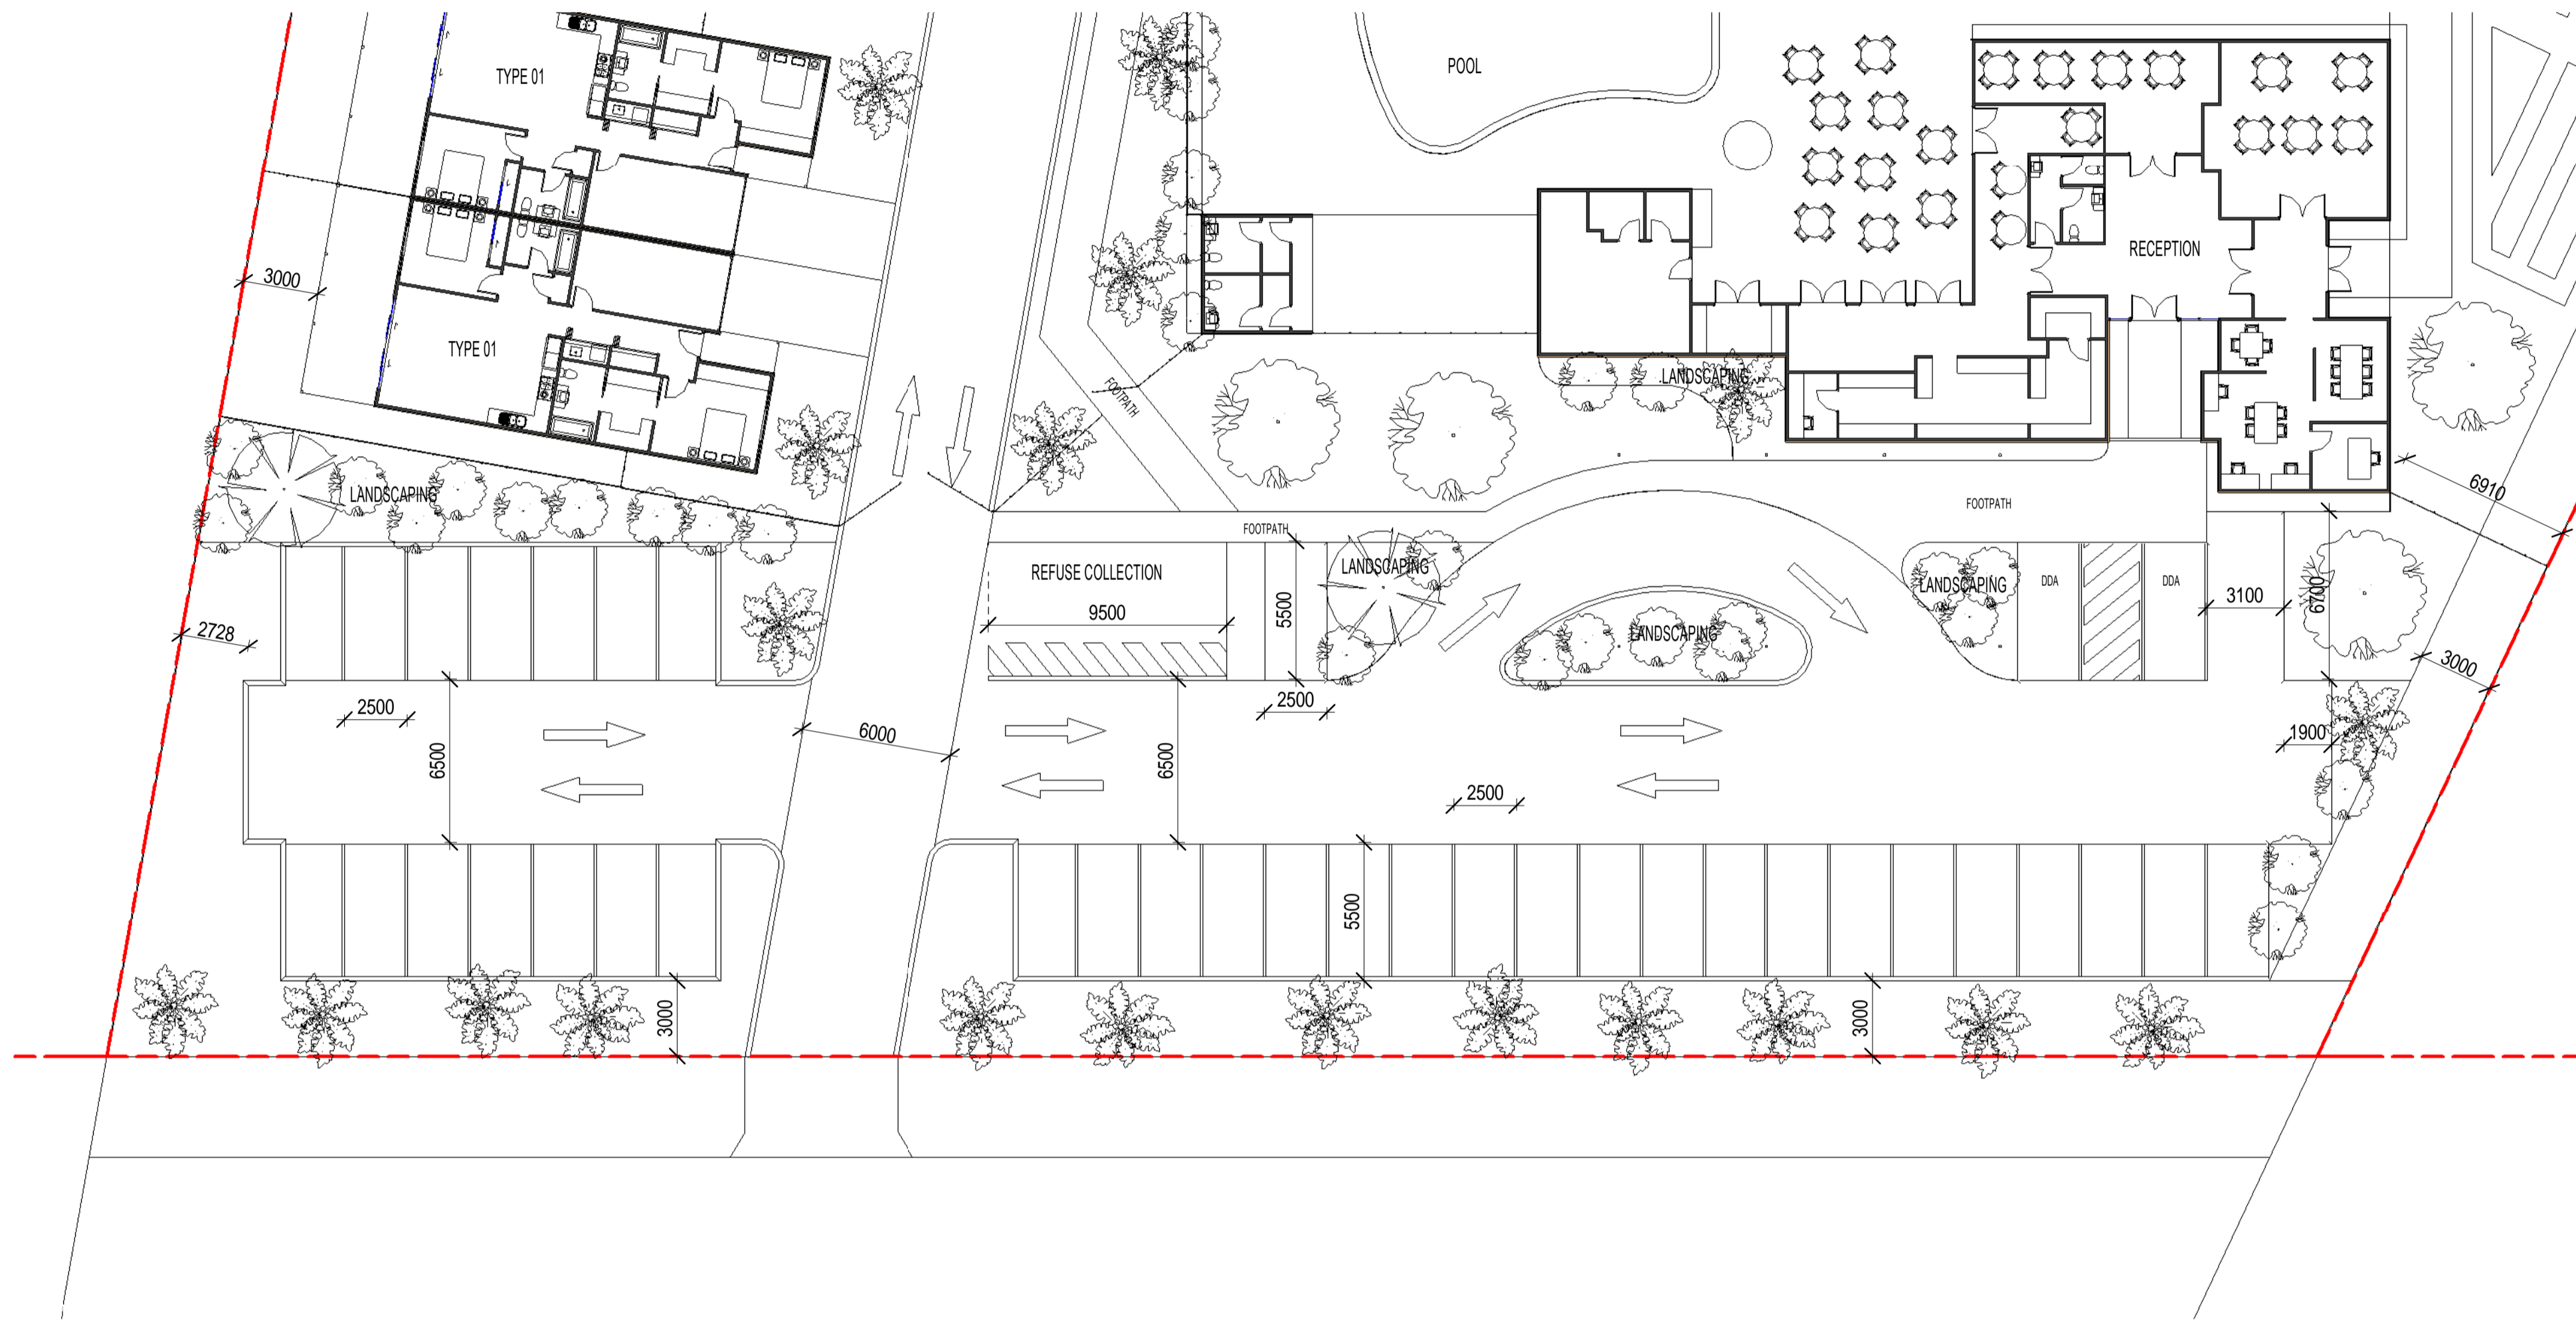 TYPE 01
POOL
RECEPTION
3000
TYPE 01
FOOTPATH
LANDSCAPING
6910
LANDSCAPING
FOOTPATH
FOOTPATH
REFUSE COLLECTION
LANDSCAPING
LANDSCAPING
DDA
DDA
3100
6700
9500
5500
2728
LANDSCAPING
3000
2500
2500
6500
6000
6500
1900
2500
5500
3000
3000